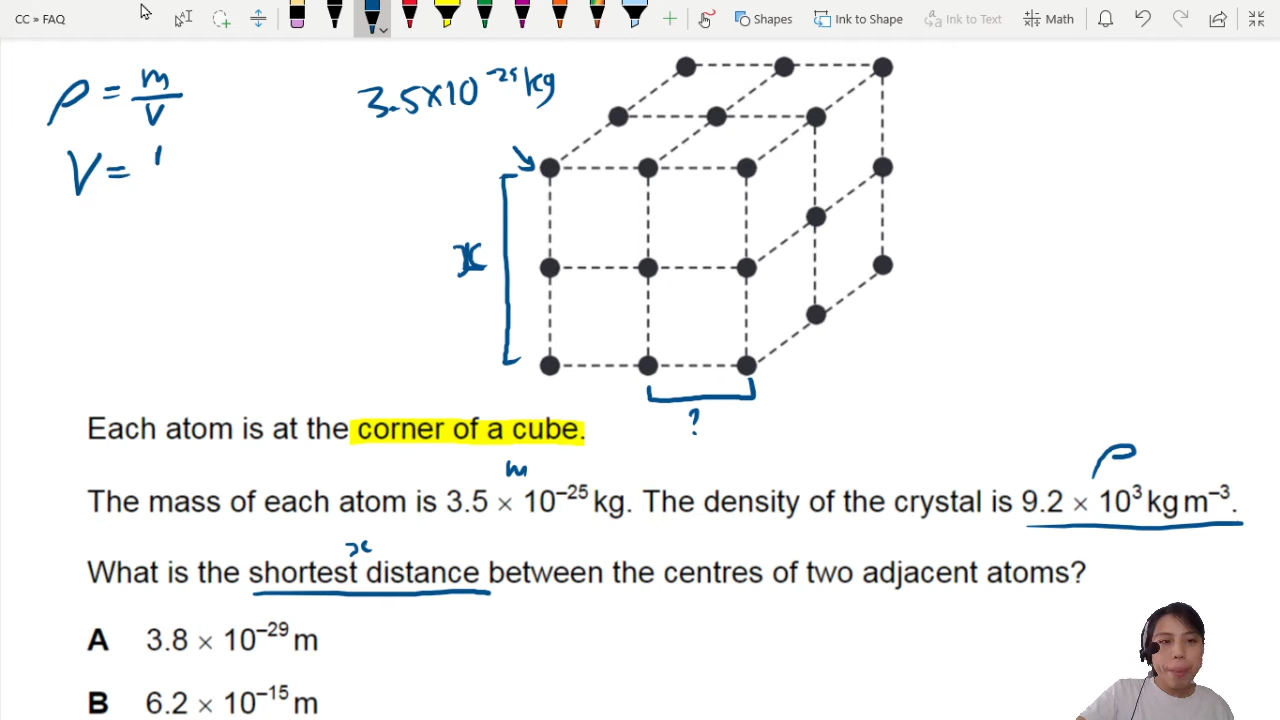 CC » FAQ
Shapes
Ink to Shape
Ink to Text
Math
ρ = m/V
3.5×10⁻²⁵ kg
V =
x
?
Each atom is at the corner of a cube.
m
ρ
The mass of each atom is 3.5 × 10⁻²⁵ kg. The density of the crystal is 9.2 × 10³ kg m⁻³.
x
What is the shortest distance between the centres of two adjacent atoms?
A 3.8 × 10⁻²⁹ m
B 6.2 × 10⁻¹⁵ m